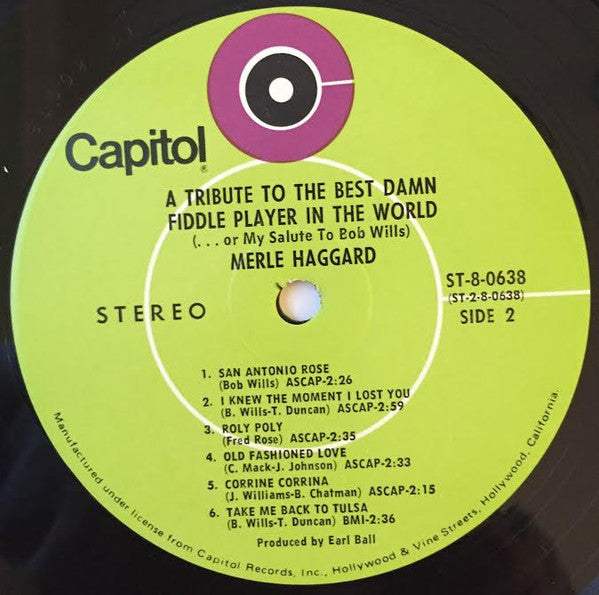 Capitol®
A TRIBUTE TO THE BEST DAMN
FIDDLE PLAYER IN THE WORLD
(. . . or My Salute To Bob Wills)
MERLE HAGGARD
STEREO
ST-8-0638
(ST-2-8-0638)
SIDE 2
1. SAN ANTONIO ROSE
(Bob Wills) ASCAP-2:26
2. I KNEW THE MOMENT I LOST YOU
(B. Wills-T. Duncan) ASCAP-2:59
3. ROLY POLY
(Fred Rose) ASCAP-2:35
4. OLD FASHIONED LOVE
(C. Mack-J. Johnson) ASCAP-2:33
5. CORRINE CORRINA
(J. Williams-B. Chatman) ASCAP-2:15
6. TAKE ME BACK TO TULSA
(B. Wills-T. Duncan) BMI-2:36
Produced by Earl Ball
Manufactured under license from Capitol Records, Inc., Hollywood & Vine Streets, Hollywood, California.